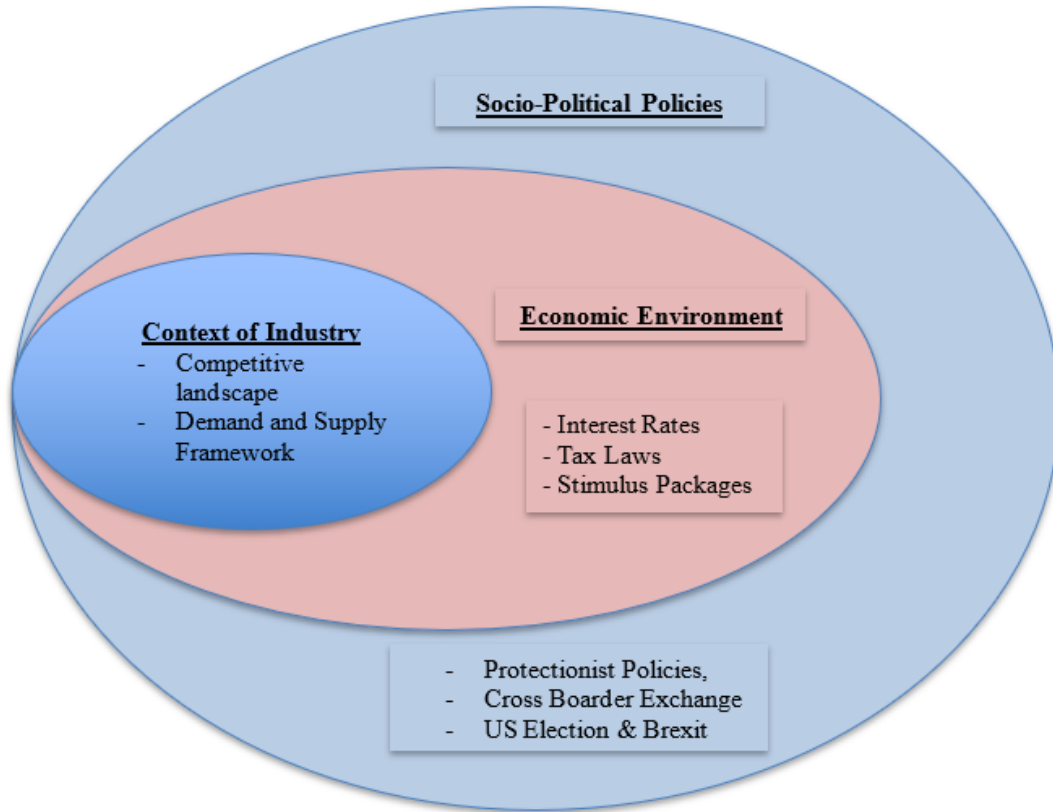 Socio-Political Policies
Economic Environment
Context of Industry
- Competitive
landscape
- Demand and Supply
Framework
- Interest Rates
- Tax Laws
- Stimulus Packages
- Protectionist Policies,
- Cross Boarder Exchange
- US Election & Brexit